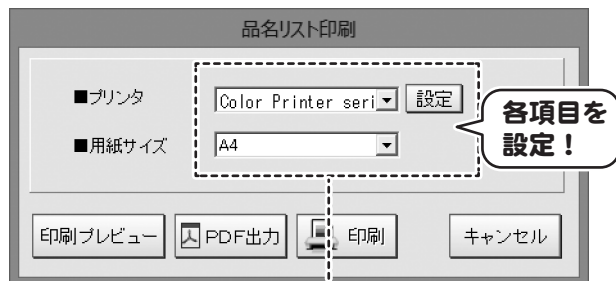 品名リスト印刷
■プリンタ
Color Printer seri
設定
各項目を
設定！
■用紙サイズ
A4
印刷プレビュー
PDF出力
印刷
キャンセル